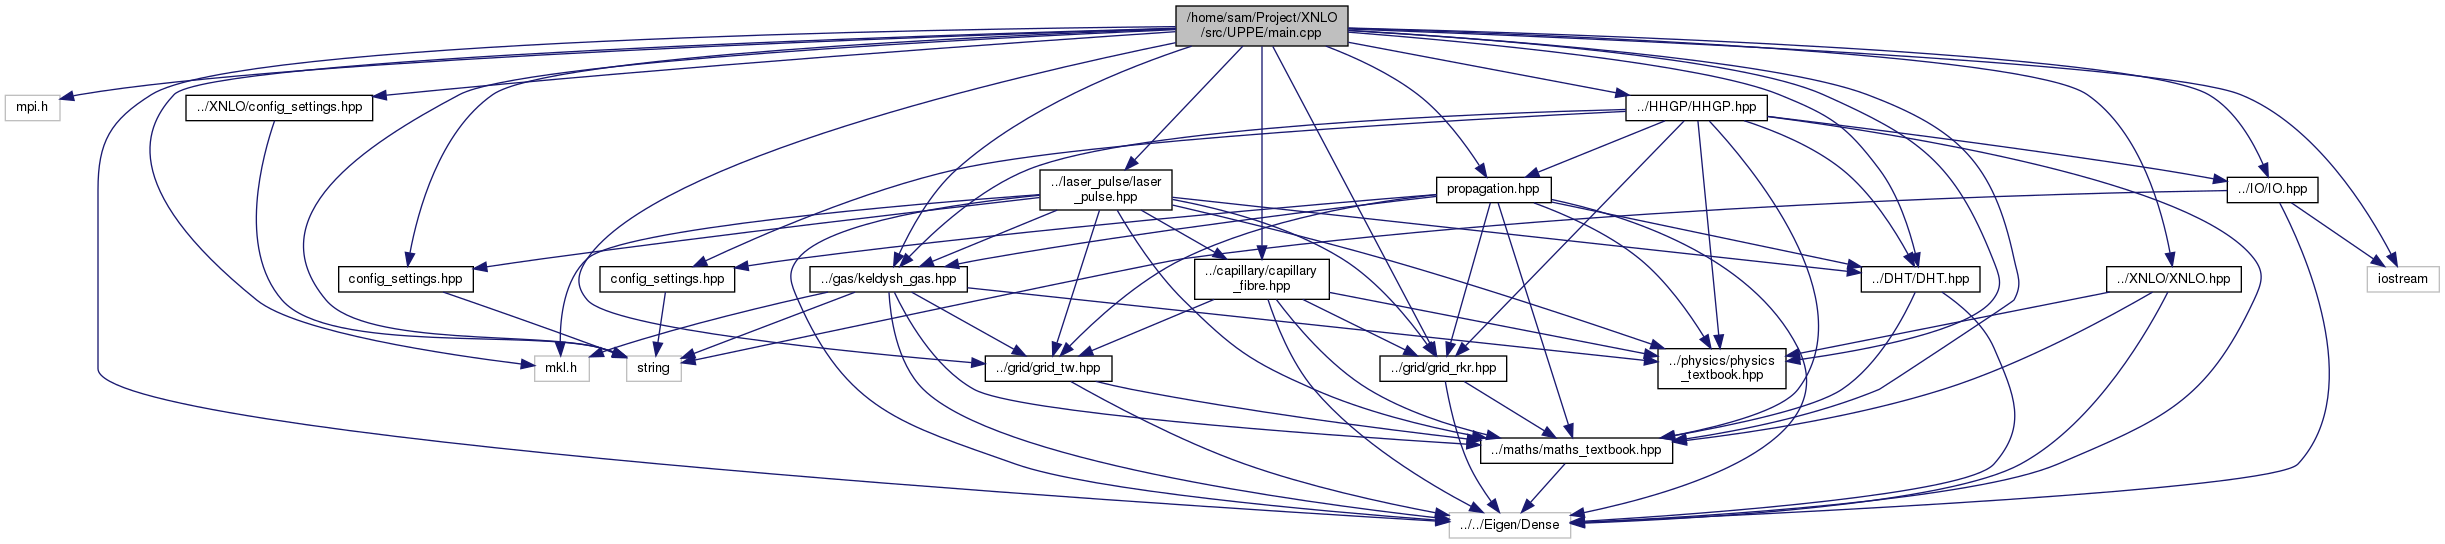 /home/sam/Project/XNLO
/src/UPPE/main.cpp
mpi.h
../XNLO/config_settings.hpp
../HHGP/HHGP.hpp
../laser_pulse/laser
_pulse.hpp
propagation.hpp
../IO/IO.hpp
config_settings.hpp
config_settings.hpp
../gas/keldysh_gas.hpp
../capillary/capillary
_fibre.hpp
../DHT/DHT.hpp
../XNLO/XNLO.hpp
iostream
mkl.h
string
../grid/grid_tw.hpp
../grid/grid_rkr.hpp
../physics/physics
_textbook.hpp
../maths/maths_textbook.hpp
../../Eigen/Dense